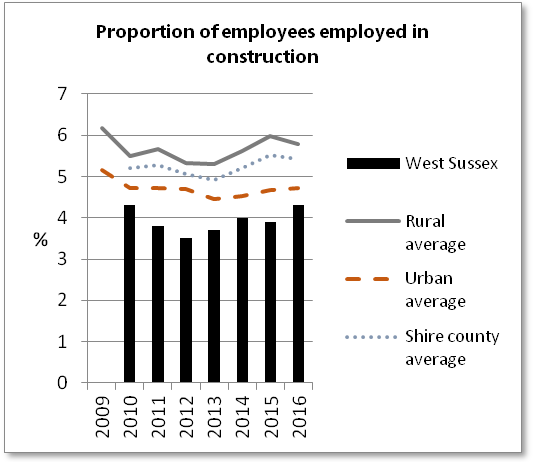 Proportion of employees employed in
construction
7
6
5
4
3
2
1
0
%
2009
2010
2011
2012
2013
2014
2015
2016
West Sussex
Rural
average
Urban
average
Shire county
average